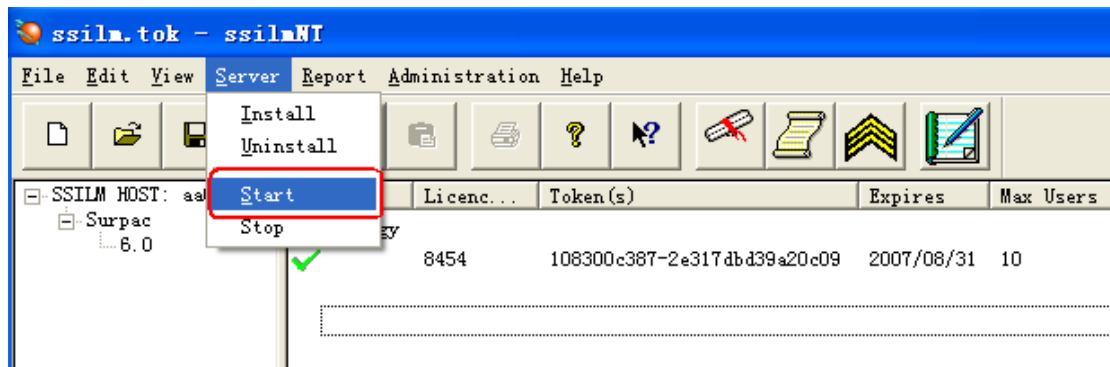 ssilm.tok - ssilmNT
File Edit View Server Report Administration Help
Install
Uninstall
Start
Stop
SSILM HOST:
Surpac
6.0
Licenc... Token(s) Expires Max Users
8454 108300c387-2e317dbd39a20c09 2007/08/31 10